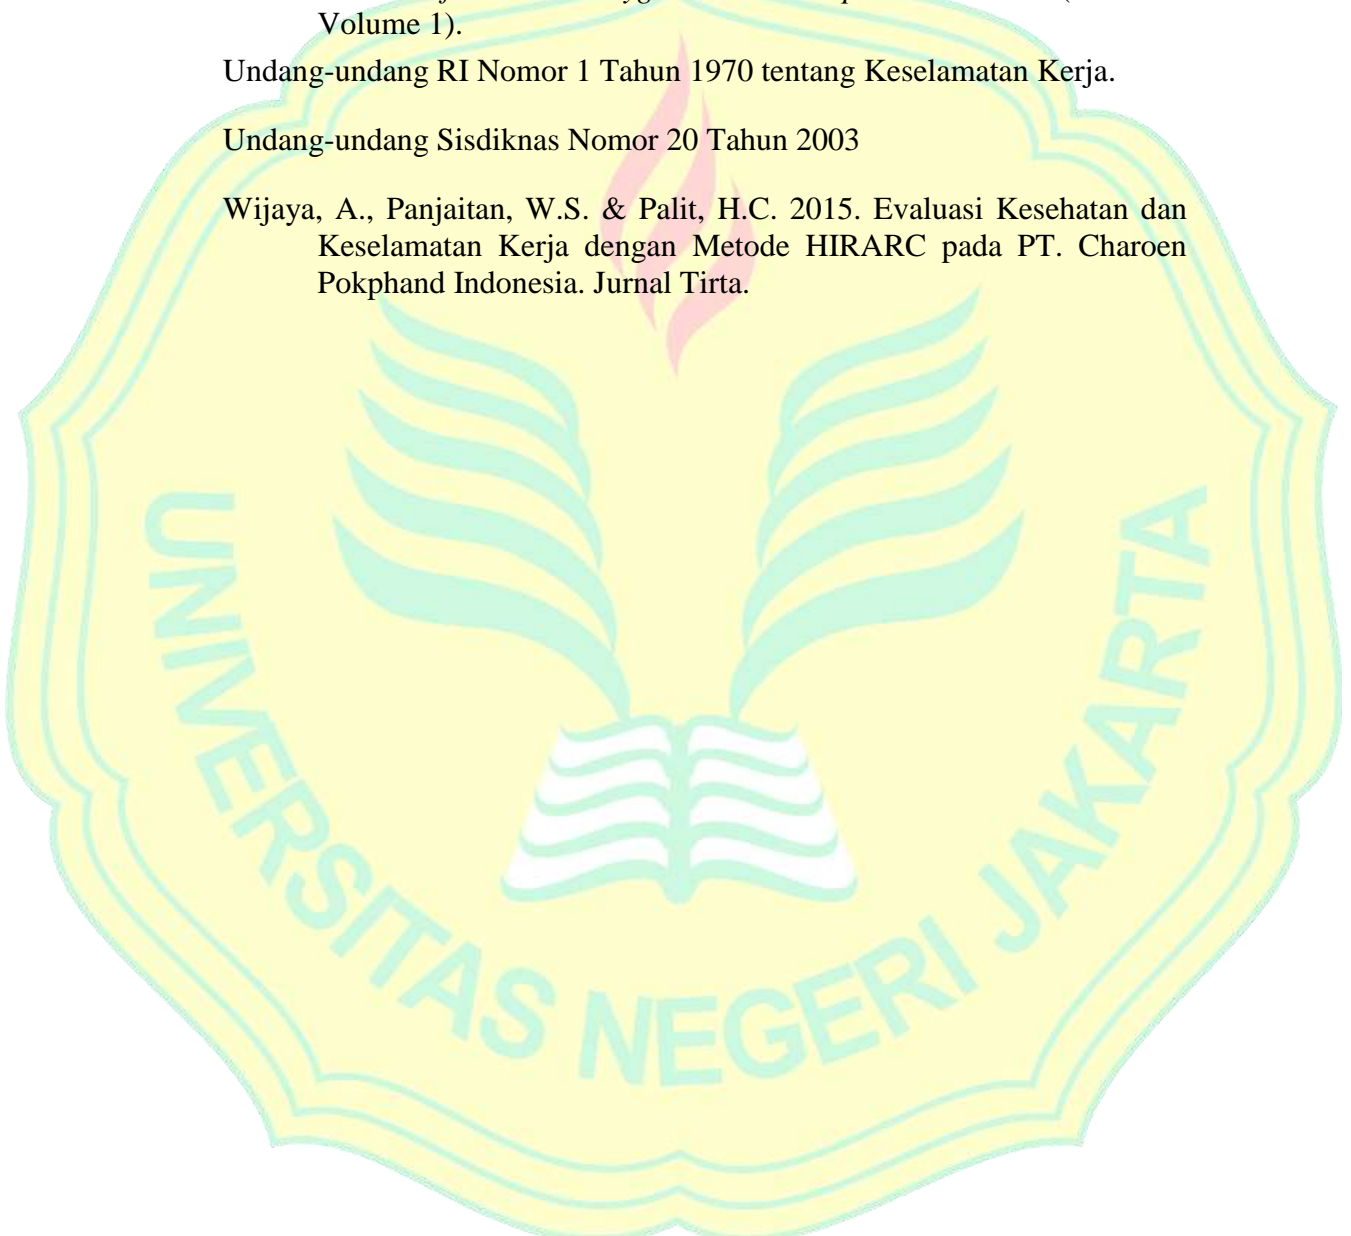 Volume 1).
Undang-undang RI Nomor 1 Tahun 1970 tentang Keselamatan Kerja.
Undang-undang Sisdiknas Nomor 20 Tahun 2003
Wijaya, A., Panjaitan, W.S. & Palit, H.C. 2015. Evaluasi Kesehatan dan
Keselamatan Kerja dengan Metode HIRARC pada PT. Charoen
Pokphand Indonesia. Jurnal Tirta.
UNIVERSITAS NEGERI JAKARTA